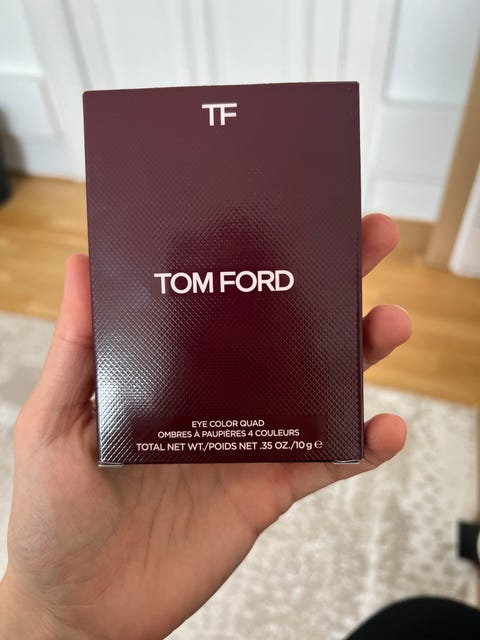 TF
TOM FORD
EYE COLOR QUAD
OMBRES À PAUPIÈRES 4 COULEURS
TOTAL NET WT./POIDS NET .35 OZ./10 g ℮